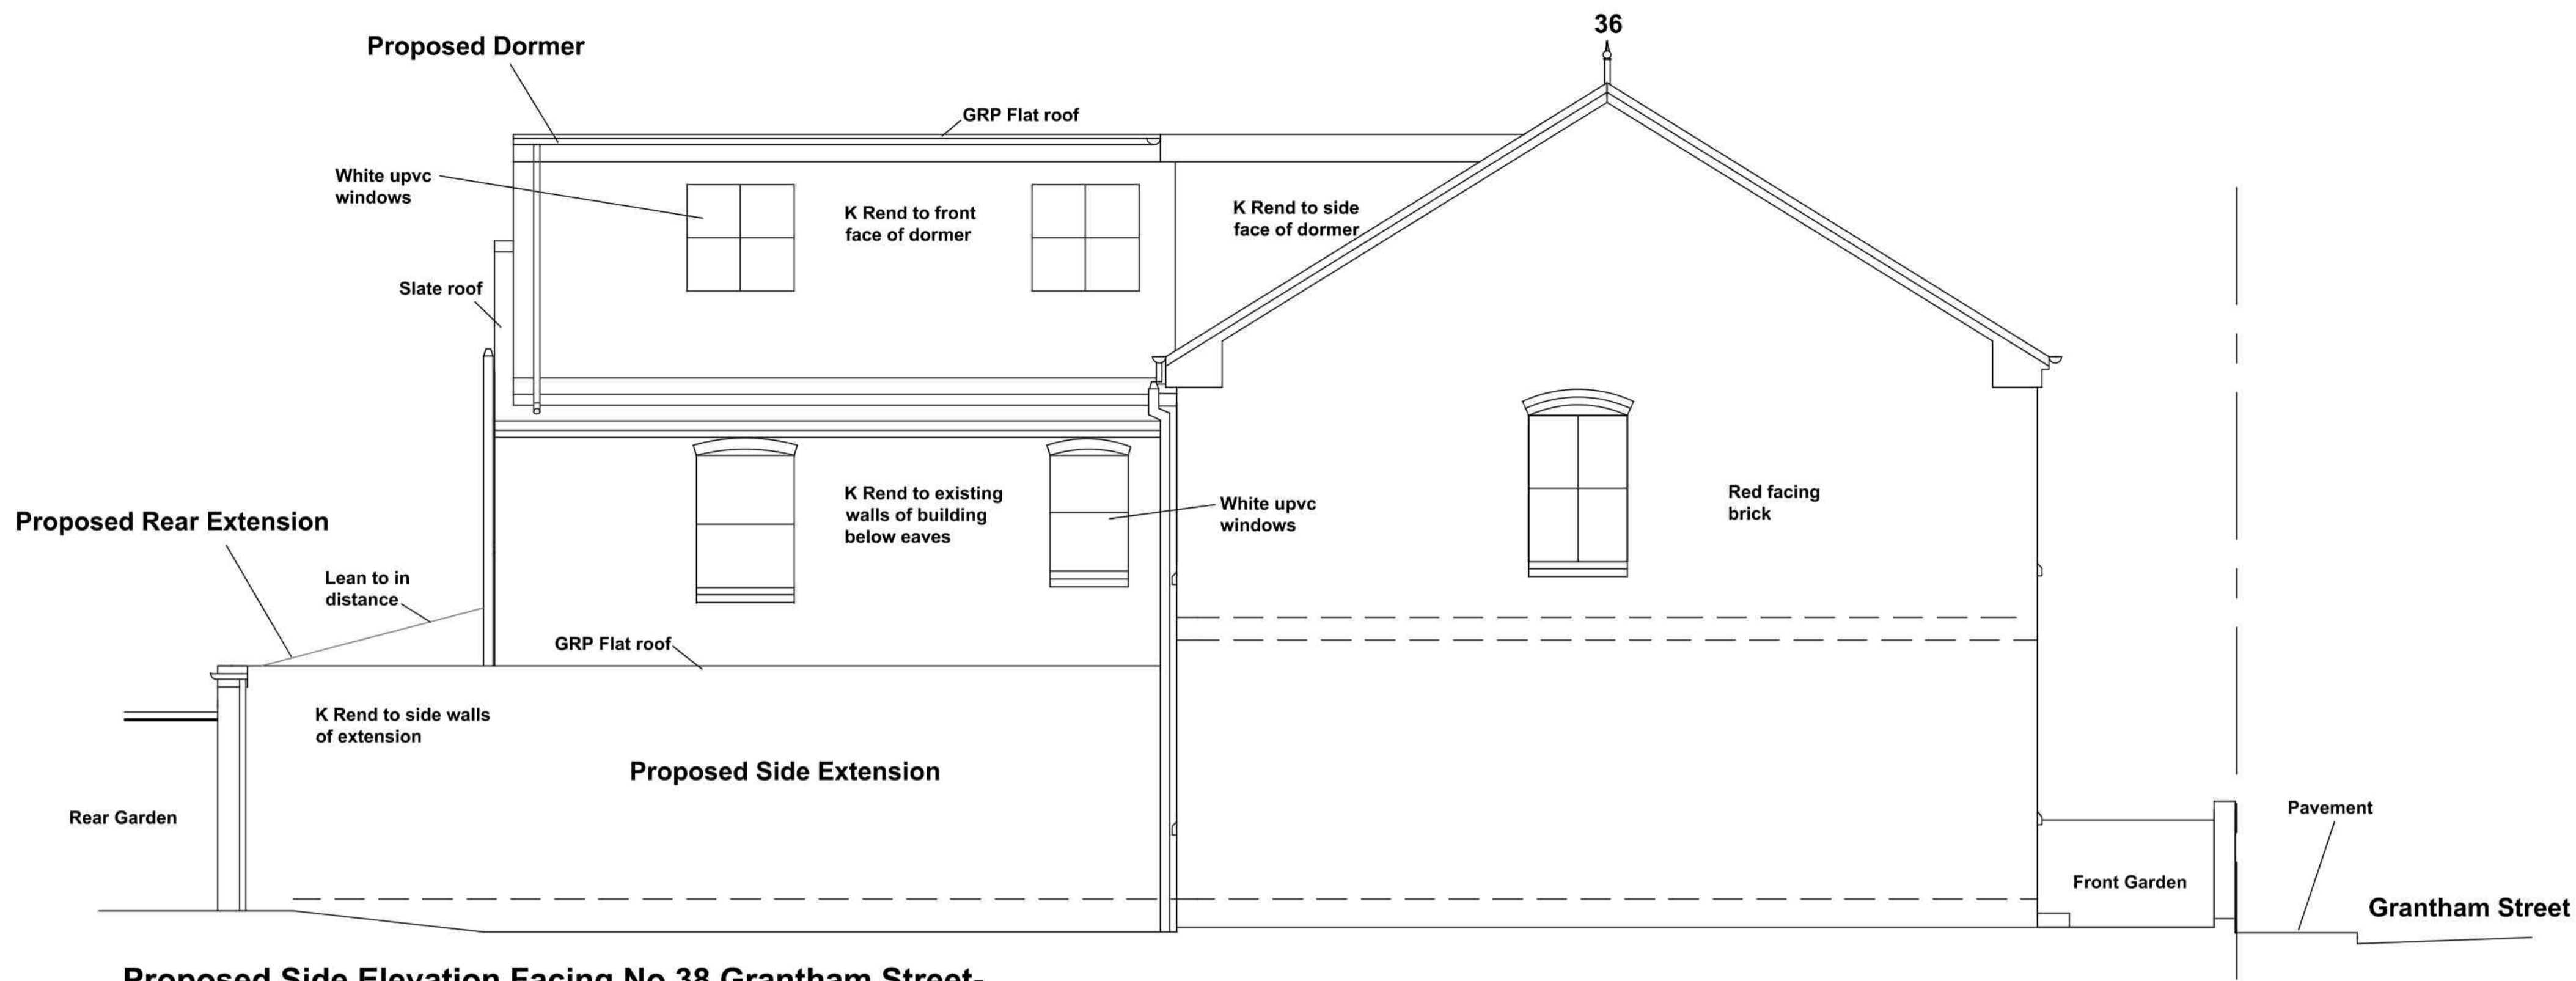 36
Proposed Dormer
GRP Flat roof
White upvc
windows
K Rend to front
face of dormer
K Rend to side
face of dormer
Slate roof
Proposed Rear Extension
Lean to in
distance
K Rend to existing
walls of building
below eaves
White upvc
windows
Red facing
brick
GRP Flat roof
K Rend to side walls
of extension
Proposed Side Extension
Rear Garden
Pavement
Front Garden
Grantham Street
Proposed Side Elevation Facing No 38 Grantham Street-